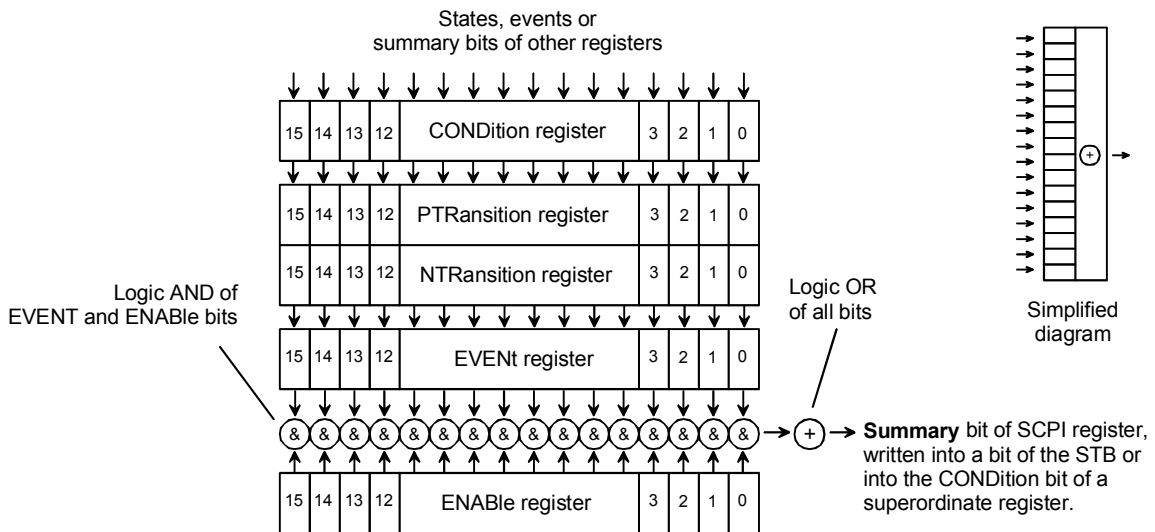 States, events or
summary bits of other registers
15 14 13 12 CONDition register 3 2 1 0
15 14 13 12 PTRansition register 3 2 1 0
15 14 13 12 NTRansition register 3 2 1 0
Logic AND of
EVENT and ENABle bits
Logic OR
of all bits
Simplified
diagram
15 14 13 12 EVENt register 3 2 1 0
& & & & & & & & & & & & & & & & +
Summary bit of SCPI register,
written into a bit of the STB or
into the CONDition bit of a
superordinate register.
15 14 13 12 ENABle register 3 2 1 0
+